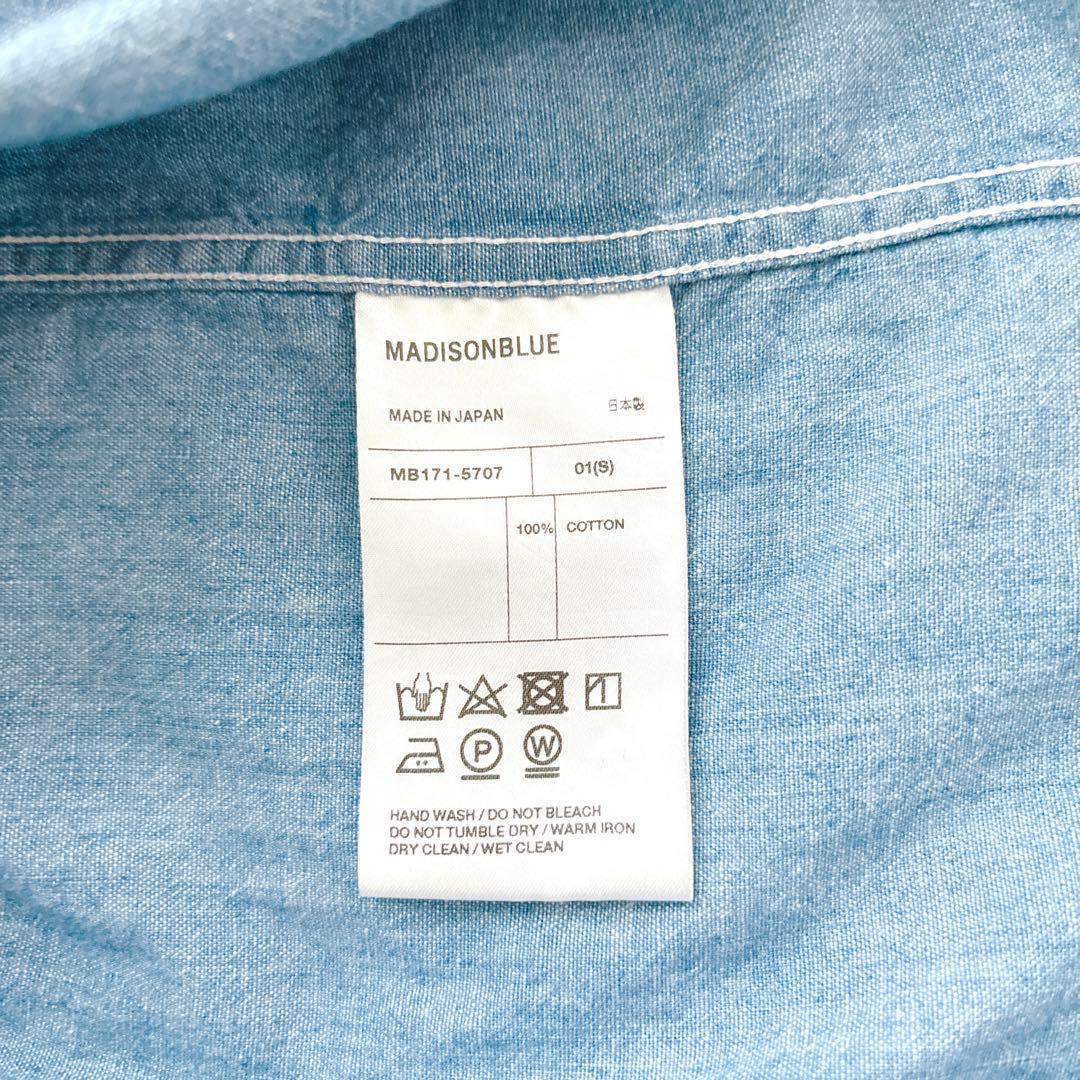 MADISONBLUE
MADE IN JAPAN 日本製
MB171-5707 01(S)
100% COTTON
P W
HAND WASH / DO NOT BLEACH
DO NOT TUMBLE DRY / WARM IRON
DRY CLEAN / WET CLEAN